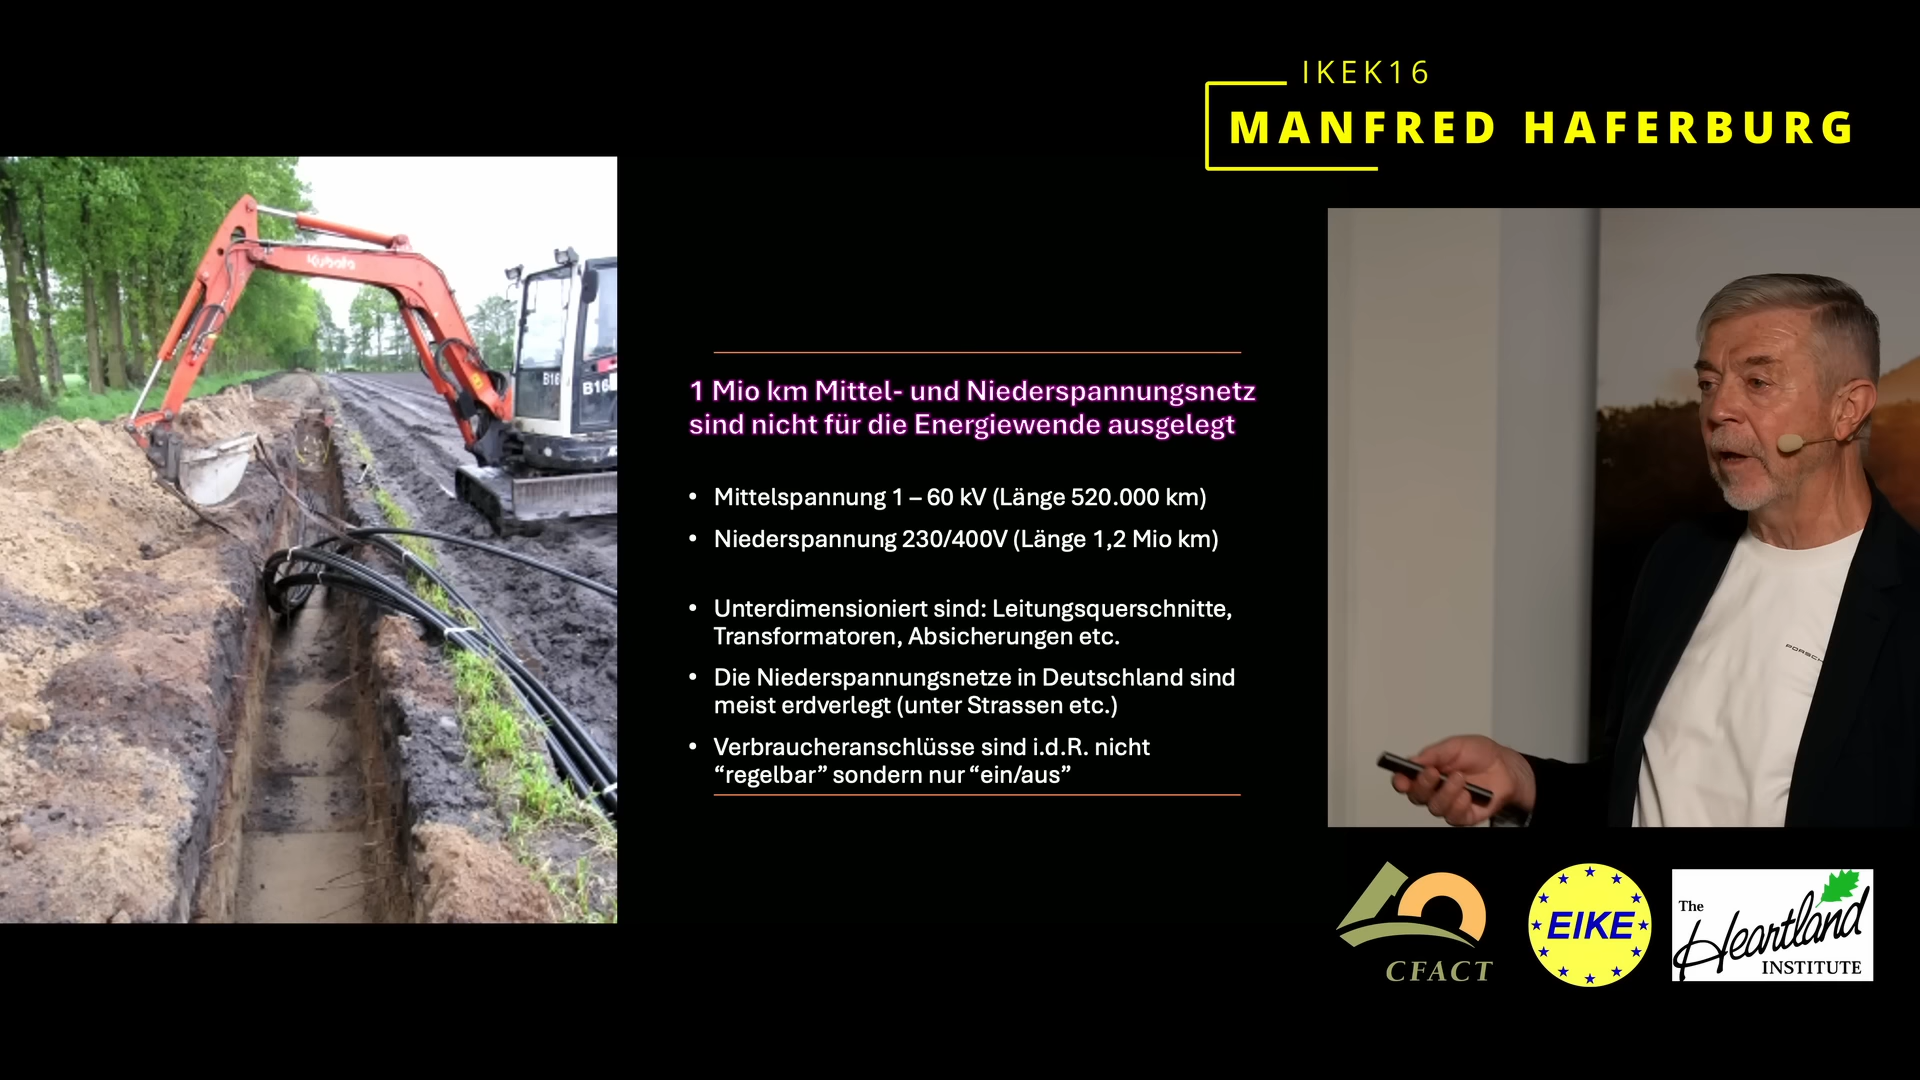 IKEK16
MANFRED HAFERBURG
Kubota
B16
B16
1 Mio km Mittel- und Niederspannungsnetz
sind nicht für die Energiewende ausgelegt
• Mittelspannung 1 – 60 kV (Länge 520.000 km)
• Niederspannung 230/400V (Länge 1,2 Mio km)
• Unterdimensioniert sind: Leitungsquerschnitte,
Transformatoren, Absicherungen etc.
• Die Niederspannungsnetze in Deutschland sind
meist erdverlegt (unter Strassen etc.)
• Verbraucheranschlüsse sind i.d.R. nicht
“regelbar” sondern nur “ein/aus”
PORSCH
CFACT
EIKE
The
Heartland
INSTITUTE